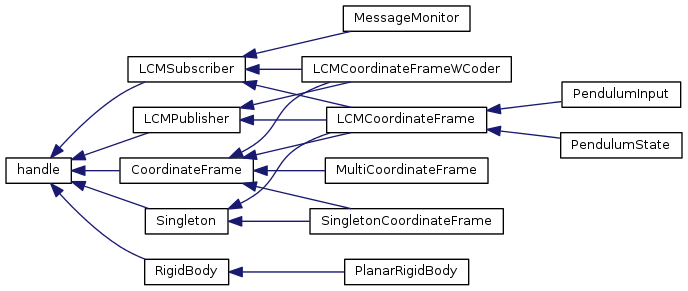 MessageMonitor
LCMSubscriber
LCMCoordinateFrameWCoder
PendulumInput
LCMPublisher
LCMCoordinateFrame
PendulumState
handle
CoordinateFrame
MultiCoordinateFrame
Singleton
SingletonCoordinateFrame
RigidBody
PlanarRigidBody